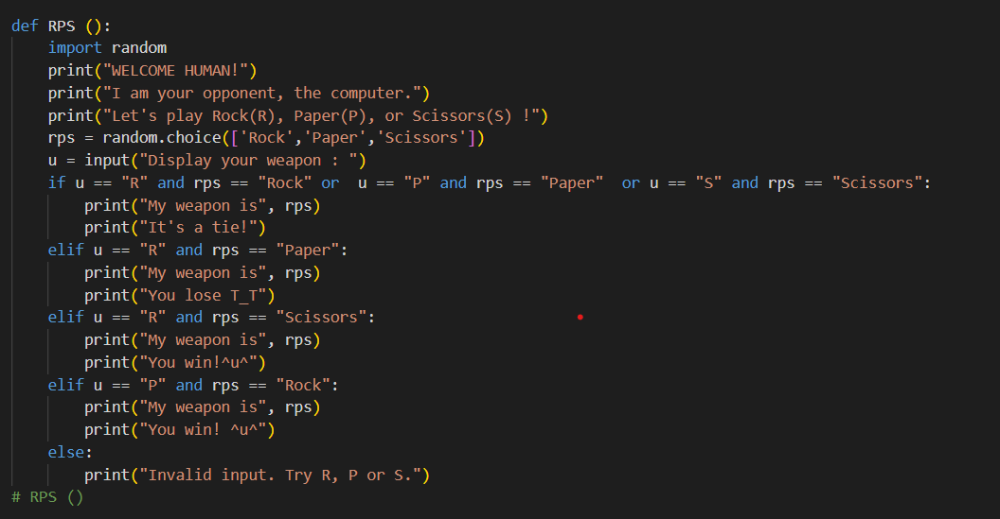 def RPS ():
    import random
    print("WELCOME HUMAN!")
    print("I am your opponent, the computer.")
    print("Let's play Rock(R), Paper(P), or Scissors(S) !")
    rps = random.choice(['Rock','Paper','Scissors'])
    u = input("Display your weapon : ")
    if u == "R" and rps == "Rock" or  u == "P" and rps == "Paper"  or u == "S" and rps == "Scissors":
        print("My weapon is", rps)
        print("It's a tie!")
    elif u == "R" and rps == "Paper":
        print("My weapon is", rps)
        print("You lose T_T")
    elif u == "R" and rps == "Scissors":
        print("My weapon is", rps)
        print("You win!^u^")
    elif u == "P" and rps == "Rock":
        print("My weapon is", rps)
        print("You win! ^u^")
    else:
        print("Invalid input. Try R, P or S.")
# RPS ()